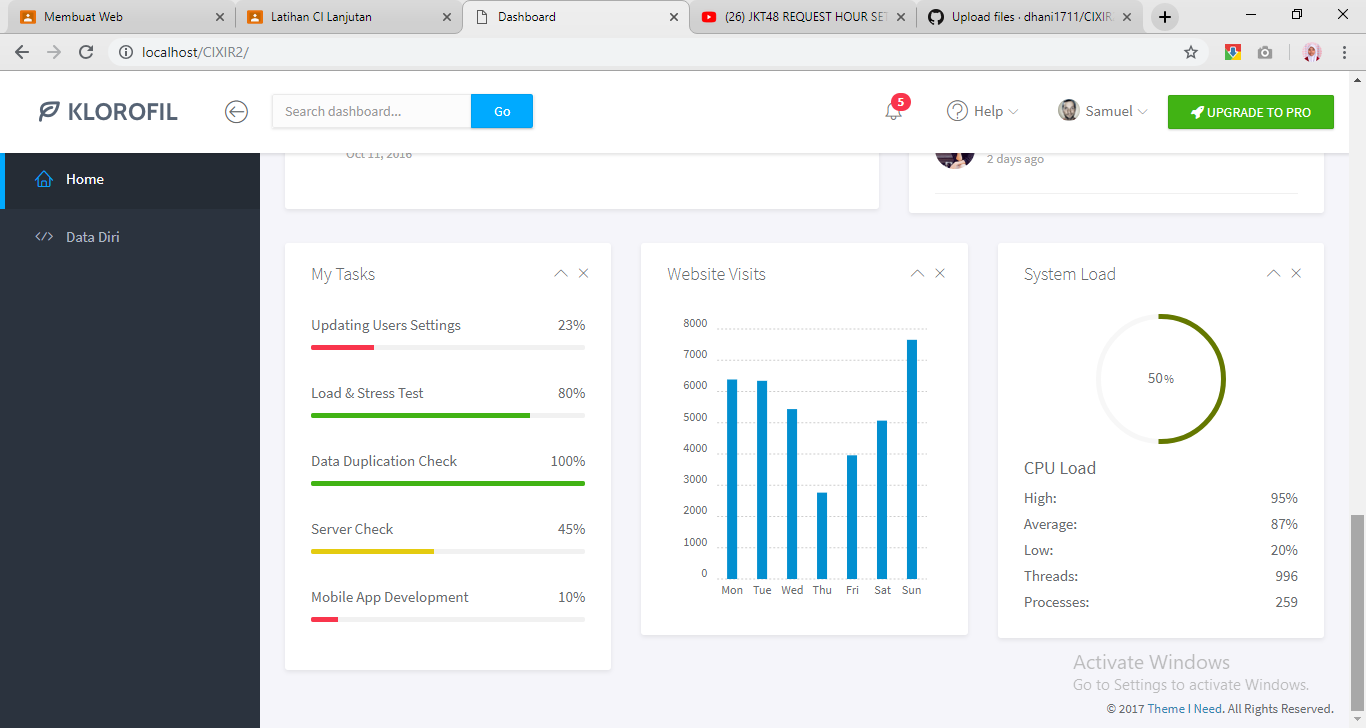 Membuat Web
Latihan CI Lanjutan
Dashboard
(26) JKT48 REQUEST HOUR SET
Upload files · dhani1711/CIXIR
localhost/CIXIR2/
KLOROFIL
Search dashboard...
Go
5
Help
Samuel
UPGRADE TO PRO
Home
Data Diri
Oct 11, 2016
2 days ago
My Tasks
Updating Users Settings 23%
Load & Stress Test 80%
Data Duplication Check 100%
Server Check 45%
Mobile App Development 10%
Website Visits
8000
7000
6000
5000
4000
3000
2000
1000
0
Mon Tue Wed Thu Fri Sat Sun
System Load
50%
CPU Load
High: 95%
Average: 87%
Low: 20%
Threads: 996
Processes: 259
Activate Windows
Go to Settings to activate Windows.
© 2017 Theme I Need. All Rights Reserved.